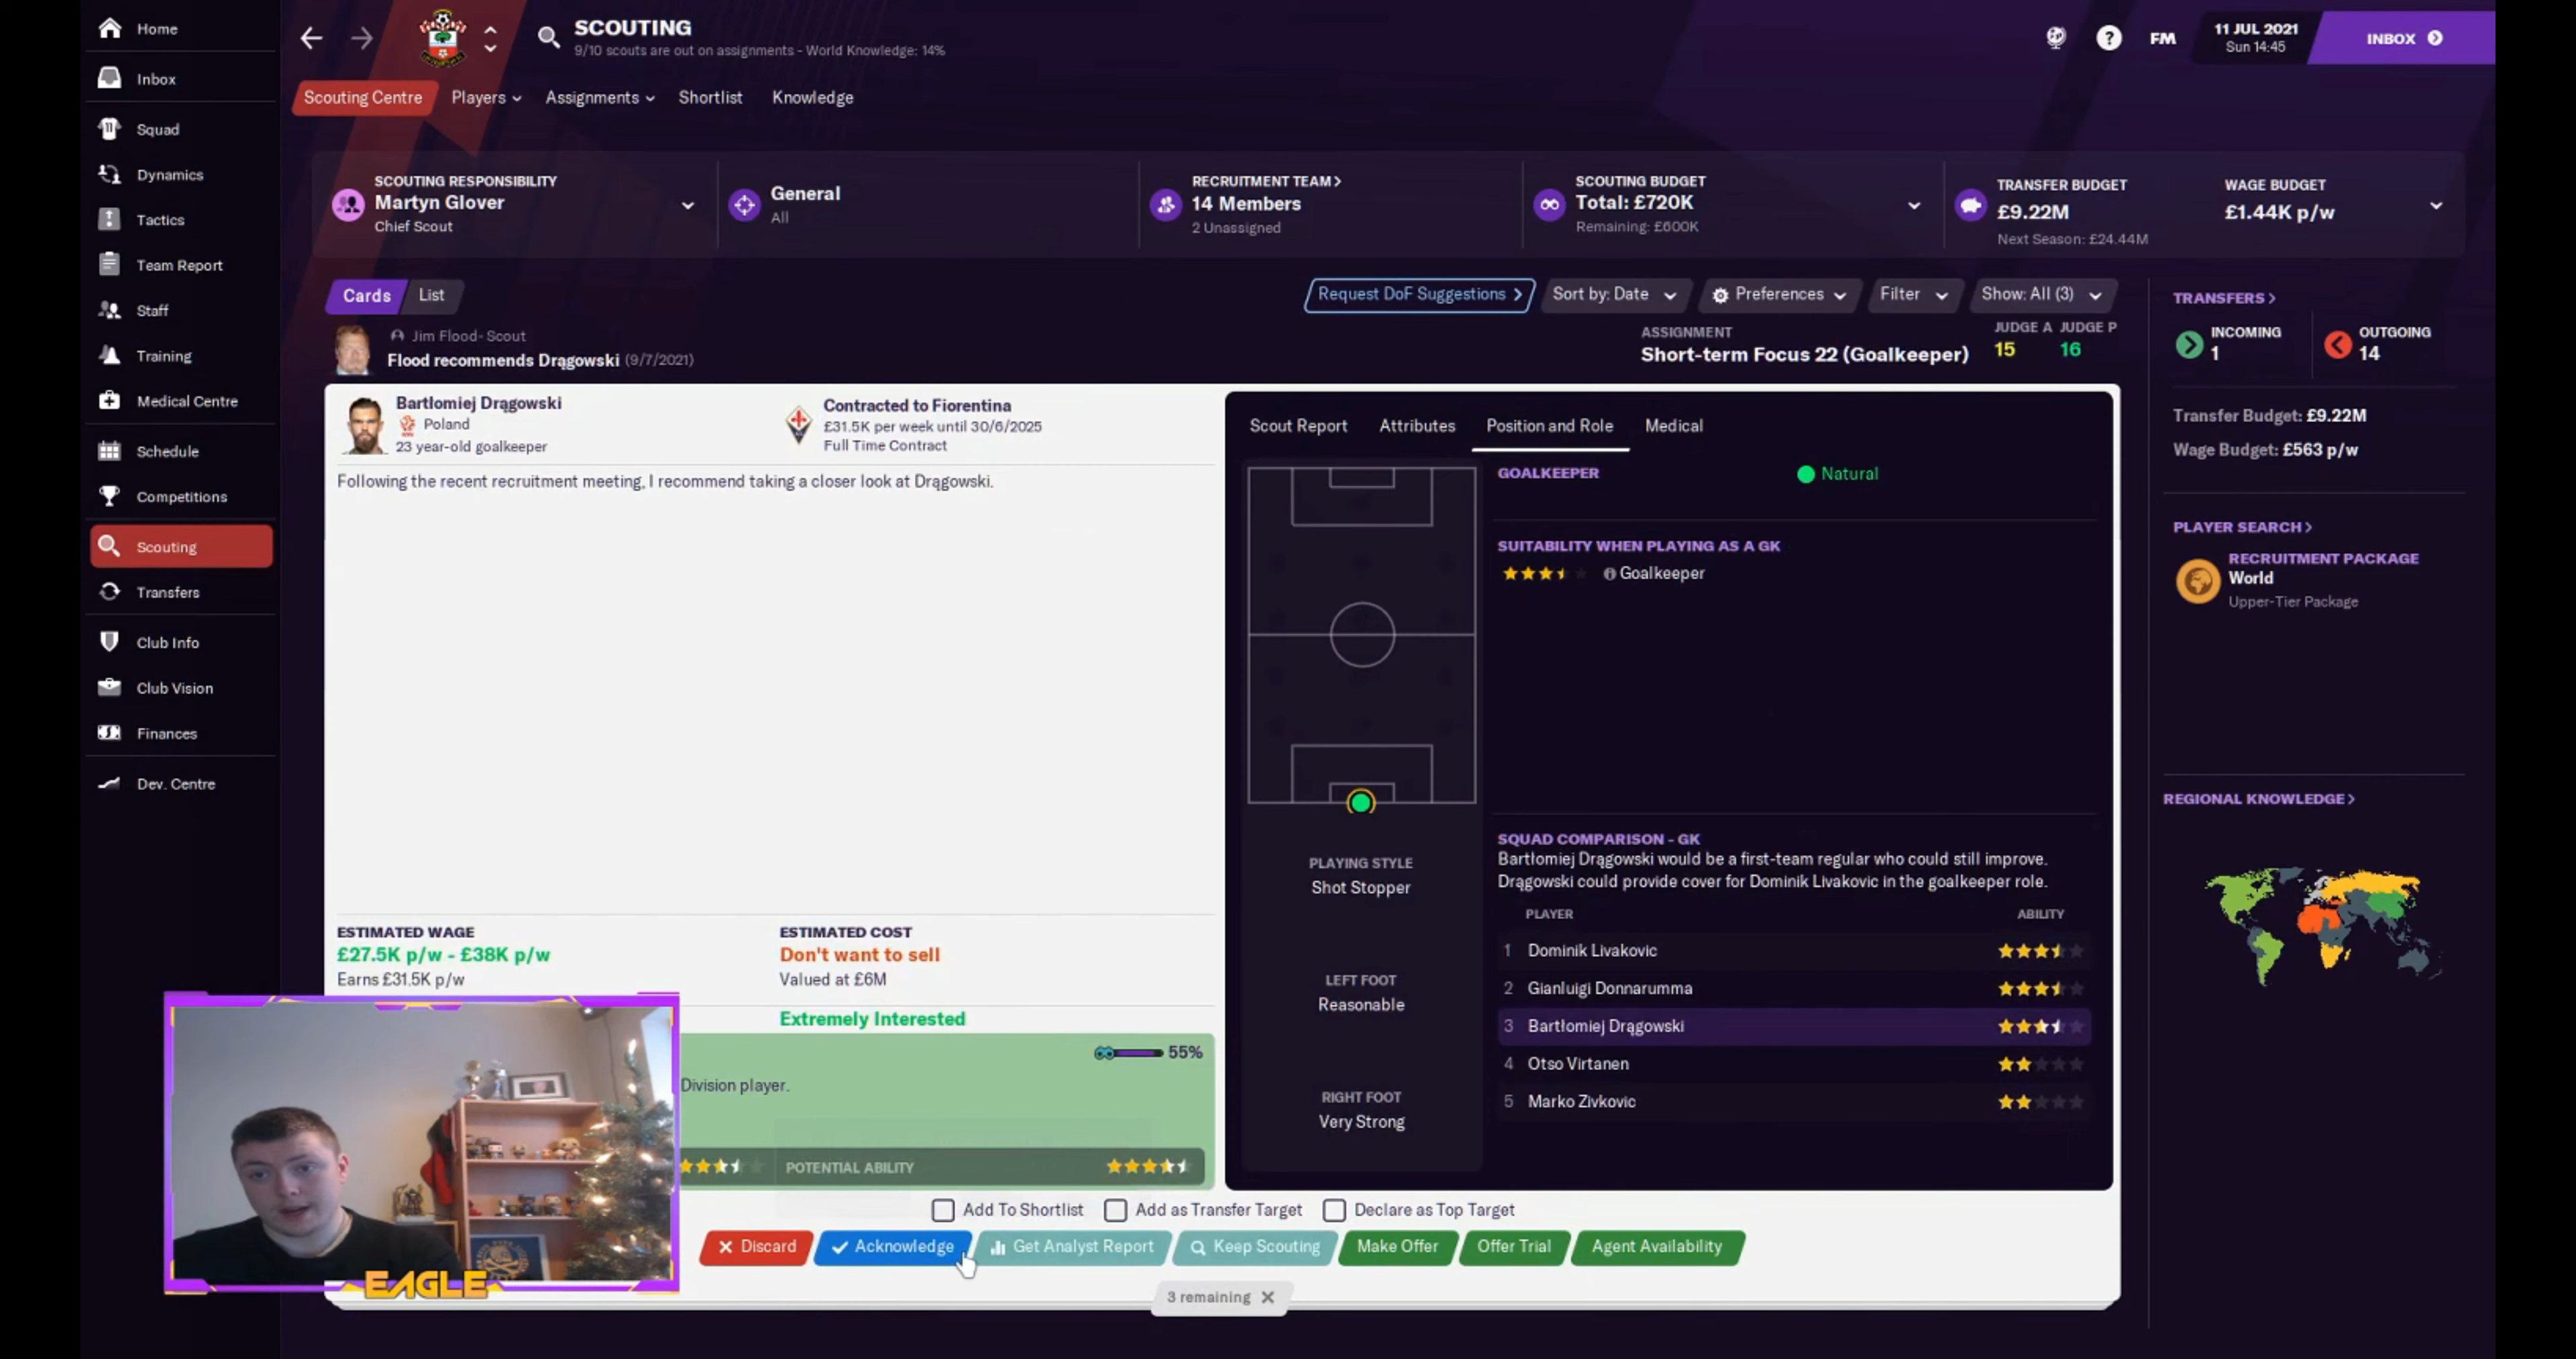 Home
Inbox
Squad
Dynamics
Tactics
Team Report
Staff
Training
Medical Centre
Schedule
Competitions
Scouting
Transfers
Club Info
Club Vision
Finances
Dev. Centre
SCOUTING
9/10 scouts are out on assignments - World Knowledge: 14%
FM
11 JUL 2021
Sun 14:45
INBOX
Scouting Centre
Players
Assignments
Shortlist
Knowledge
SCOUTING RESPONSIBILITY
Martyn Glover
Chief Scout
General
All
RECRUITMENT TEAM >
14 Members
2 Unassigned
SCOUTING BUDGET
Total: £720K
Remaining: £600K
TRANSFER BUDGET
£9.22M
Next Season: £24.44M
WAGE BUDGET
£1.44K p/w
Cards
List
Request DoF Suggestions >
Sort by: Date
Preferences
Filter
Show: All (3)
Jim Flood - Scout
Flood recommends Drągowski (9/7/2021)
ASSIGNMENT
Short-term Focus 22 (Goalkeeper)
JUDGE A
15
JUDGE P
16
Bartłomiej Drągowski
Poland
23 year-old goalkeeper
Contracted to Fiorentina
£31.5K per week until 30/6/2025
Full Time Contract
Following the recent recruitment meeting, I recommend taking a closer look at Drągowski.
ESTIMATED WAGE
£27.5K p/w - £38K p/w
Earns £31.5K p/w
ESTIMATED COST
Don't want to sell
Valued at £6M
Extremely Interested
55%
Division player.
POTENTIAL ABILITY
Scout Report
Attributes
Position and Role
Medical
GOALKEEPER
Natural
SUITABILITY WHEN PLAYING AS A GK
Goalkeeper
PLAYING STYLE
Shot Stopper
LEFT FOOT
Reasonable
RIGHT FOOT
Very Strong
SQUAD COMPARISON - GK
Bartłomiej Drągowski would be a first-team regular who could still improve.
Drągowski could provide cover for Dominik Livakovic in the goalkeeper role.
PLAYER ABILITY
1 Dominik Livakovic
2 Gianluigi Donnarumma
3 Bartłomiej Drągowski
4 Otso Virtanen
5 Marko Zivkovic
Add To Shortlist
Add as Transfer Target
Declare as Top Target
Discard
Acknowledge
Get Analyst Report
Keep Scouting
Make Offer
Offer Trial
Agent Availability
3 remaining
EAGLE
TRANSFERS >
INCOMING
1
OUTGOING
14
Transfer Budget: £9.22M
Wage Budget: £563 p/w
PLAYER SEARCH >
RECRUITMENT PACKAGE
World
Upper-Tier Package
REGIONAL KNOWLEDGE >